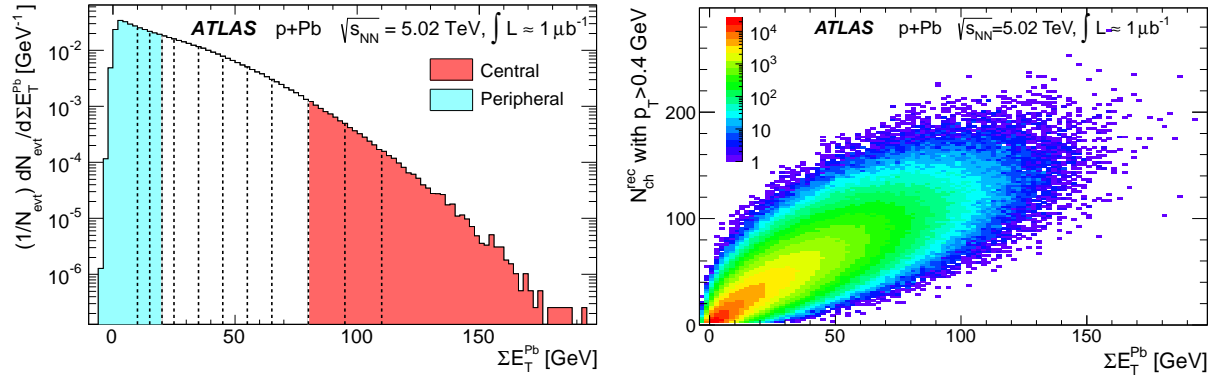 ATLAS p+Pb √s_NN = 5.02 TeV, ∫ L ≈ 1 μb⁻¹
(1/N_evt) dN_evt/dΣE_T^Pb [GeV⁻¹]
10⁻²
10⁻³
10⁻⁴
10⁻⁵
10⁻⁶
Central
Peripheral
0 50 100 150
ΣE_T^Pb [GeV]
ATLAS p+Pb √s_NN=5.02 TeV, ∫ L ≈ 1 μb⁻¹
N_ch^rec with p_T>0.4 GeV
10⁴
10³
10²
10
1
200
100
0
0 50 100 150
ΣE_T^Pb [GeV]